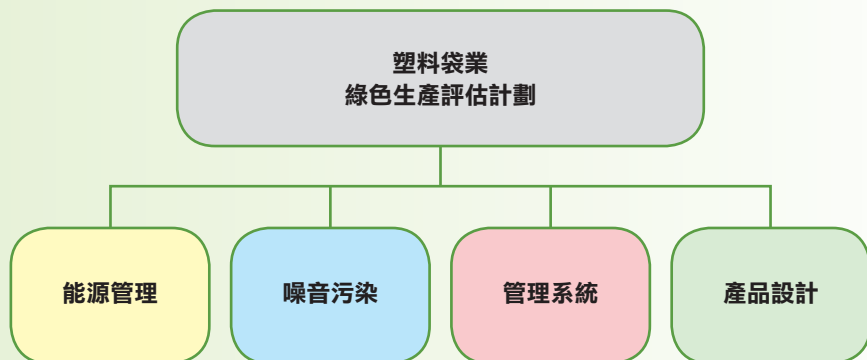 塑料袋業
綠色生產評估計劃
能源管理
噪音污染
管理系統
產品設計